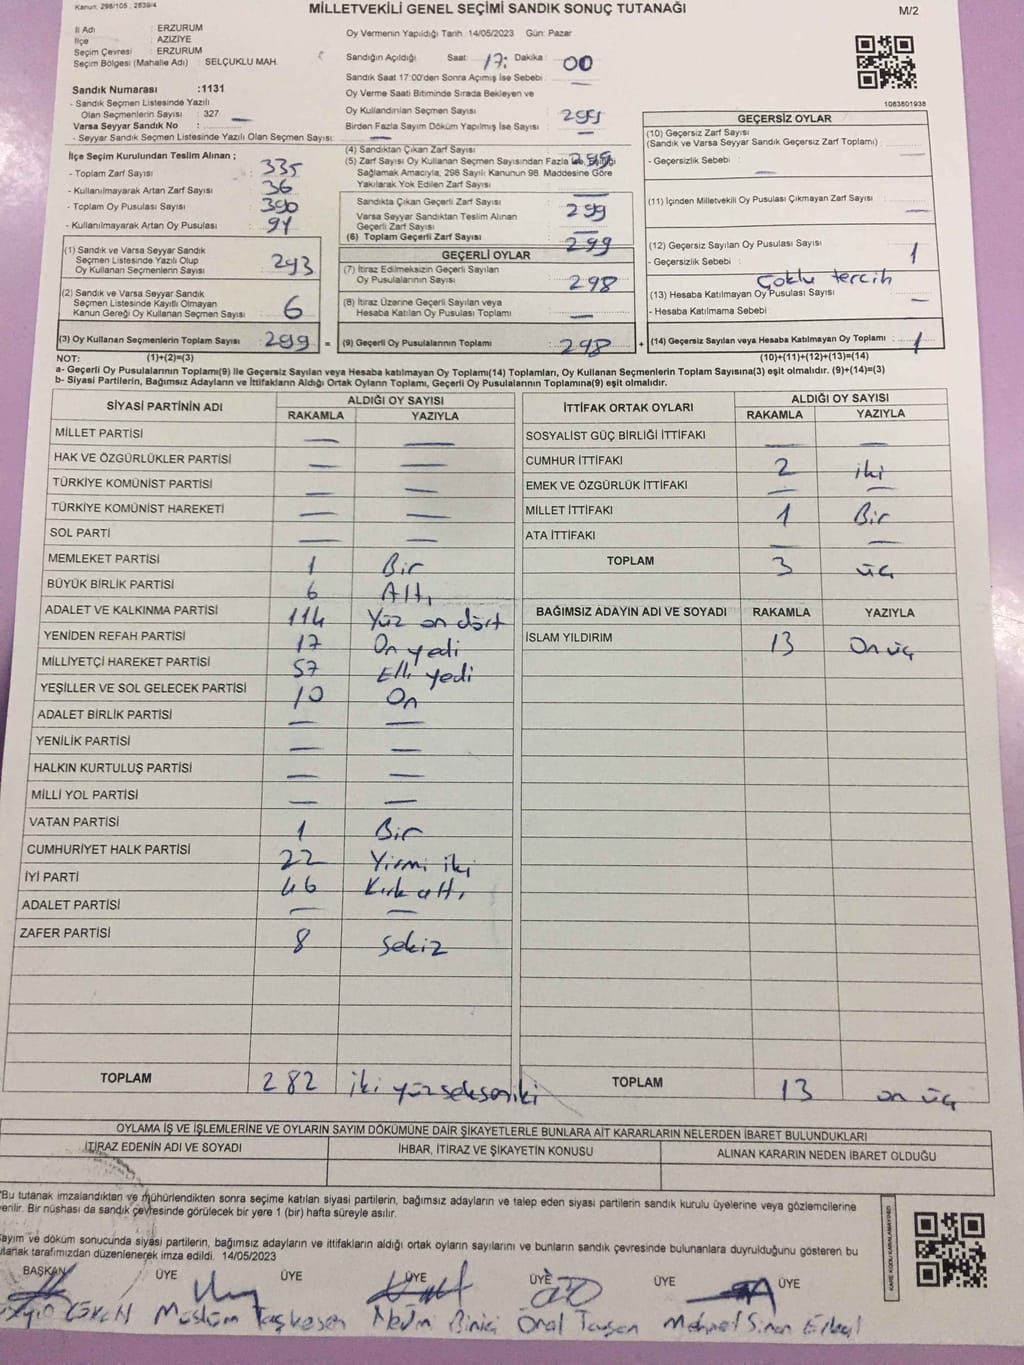 Kanun: 298/105, 2839/4
MİLLETVEKİLİ GENEL SEÇİMİ SANDIK SONUÇ TUTANAĞI
M/2
İl Adı : ERZURUM
İlçe : AZİZİYE
Seçim Çevresi : ERZURUM
Seçim Bölgesi (Mahalle Adı) : SELÇUKLU MAH.
Sandık Numarası :1131
- Sandık Seçmen Listesinde Yazılı
Olan Seçmenlerin Sayısı : 327
Varsa Seyyar Sandık No : —
- Seyyar Sandık Seçmen Listesinde Yazılı Olan Seçmen Sayısı: —
Oy Vermenin Yapıldığı Tarih :14/05/2023 Gün: Pazar
Sandığın Açıldığı Saat: 17: Dakika: 00
Sandık Saat 17:00'den Sonra Açımış İse Sebebi : —
Oy Verme Saati Bitiminde Sırada Bekleyen ve
Oy Kullandırılan Seçmen Sayısı :
Birden Fazla Sayım Döküm Yapılmış İse Sayısı : —
1083801938
İlçe Seçim Kurulundan Teslim Alınan ;
- Toplam Zarf Sayısı : 335
- Kullanılmayarak Artan Zarf Sayısı : 36
- Toplam Oy Pusulası Sayısı : 390
- Kullanılmayarak Artan Oy Pusulası : 91
(1) Sandık ve Varsa Seyyar Sandık
Seçmen Listesinde Yazılı Olup
Oy Kullanan Seçmenlerin Sayısı : 293
(2) Sandık ve Varsa Seyyar Sandık
Seçmen Listesinde Kayıtlı Olmayan
Kanun Gereği Oy Kullanan Seçmen Sayısı : 6
(3) Oy Kullanan Seçmenlerin Toplam Sayısı : 299
(4) Sandıktan Çıkan Zarf Sayısı :
(5) Zarf Sayısı Oy Kullanan Seçmen Sayısından Fazla İse, Eşitliği
Sağlamak Amacıyla, 298 Sayılı Kanunun 98. Maddesine Göre
Yakılarak Yok Edilen Zarf Sayısı : —
Sandıkta Çıkan Geçerli Zarf Sayısı : 299
Varsa Seyyar Sandıktan Teslim Alınan
Geçerli Zarf Sayısı : —
(6) Toplam Geçerli Zarf Sayısı : 299
GEÇERLİ OYLAR
(7) İtiraz Edilmeksizin Geçerli Sayılan
Oy Pusulalarının Sayısı : 298
(8) İtiraz Üzerine Geçerli Sayılan veya
Hesaba Katılan Oy Pusulası Toplamı : —
= (9) Geçerli Oy Pusulalarının Toplamı : 298
GEÇERSİZ OYLAR
(10) Geçersiz Zarf Sayısı
(Sandık ve Varsa Seyyar Sandık Geçersiz Zarf Toplamı) : —
- Geçersizlik Sebebi : —
(11) İçinden Milletvekili Oy Pusulası Çıkmayan Zarf Sayısı : —
(12) Geçersiz Sayılan Oy Pusulası Sayısı : 1
- Geçersizlik Sebebi : Çoklu tercih
(13) Hesaba Katılmayan Oy Pusulası Sayısı : —
- Hesaba Katılmama Sebebi :
+ (14) Geçersiz Sayılan veya Hesaba Katılmayan Oy Toplamı : 1
NOT: (1)+(2)=(3) (10)+(11)+(12)+(13)=(14)
a- Geçerli Oy Pusulalarının Toplamı(9) ile Geçersiz Sayılan veya Hesaba katılmayan Oy Toplamı(14) Toplamları, Oy Kullanan Seçmenlerin Toplam Sayısına(3) eşit olmalıdır. (9)+(14)=(3)
b- Siyasi Partilerin, Bağımsız Adayların ve İttifakların Aldığı Ortak Oyların Toplamı, Geçerli Oy Pusulalarının Toplamına(9) eşit olmalıdır.
SİYASİ PARTİNİN ADI ALDIĞI OY SAYISI
RAKAMLA YAZIYLA
MİLLET PARTİSİ — —
HAK VE ÖZGÜRLÜKLER PARTİSİ — —
TÜRKİYE KOMÜNİST PARTİSİ — —
TÜRKİYE KOMÜNİST HAREKETİ — —
SOL PARTİ — —
MEMLEKET PARTİSİ 1 Bir
BÜYÜK BİRLİK PARTİSİ 6 Altı
ADALET VE KALKINMA PARTİSİ 114 Yüz on dört
YENİDEN REFAH PARTİSİ 17 On yedi
MİLLİYETÇİ HAREKET PARTİSİ 57 Elli yedi
YEŞİLLER VE SOL GELECEK PARTİSİ 10 On
ADALET BİRLİK PARTİSİ — —
YENİLİK PARTİSİ — —
HALKIN KURTULUŞ PARTİSİ — —
MİLLİ YOL PARTİSİ — —
VATAN PARTİSİ 1 Bir
CUMHURİYET HALK PARTİSİ 22 Yirmi iki
İYİ PARTİ 46 Kırk altı
ADALET PARTİSİ — —
ZAFER PARTİSİ 8 Sekiz
TOPLAM 282 iki yüz seksen iki
İTTİFAK ORTAK OYLARI ALDIĞI OY SAYISI
RAKAMLA YAZIYLA
SOSYALİST GÜÇ BİRLİĞİ İTTİFAKI — —
CUMHUR İTTİFAKI 2 iki
EMEK VE ÖZGÜRLÜK İTTİFAKI — —
MİLLET İTTİFAKI 1 Bir
ATA İTTİFAKI — —
TOPLAM 3 üç
BAĞIMSIZ ADAYIN ADI VE SOYADI RAKAMLA YAZIYLA
İSLAM YILDIRIM 13 On üç
TOPLAM 13 on üç
OYLAMA İŞ VE İŞLEMLERİNE VE OYLARIN SAYIM DÖKÜMÜNE DAİR ŞİKAYETLERLE BUNLARA AİT KARARLARIN NELERDEN İBARET BULUNDUKLARI
İTİRAZ EDENİN ADI VE SOYADI İHBAR, İTİRAZ VE ŞİKAYETİN KONUSU ALINAN KARARIN NEDEN İBARET OLDUĞU
*Bu tutanak imzalandıktan ve mühürlendikten sonra seçime katılan siyasi partilerin, bağımsız adayların ve talep eden siyasi partilerin sandık kurulu üyelerine veya gözlemcilerine
verilir. Bir nüshası da sandık çevresinde görülecek bir yere 1 (bir) hafta süreyle asılır.
Sayım ve döküm sonucunda siyasi partilerin, bağımsız adayların ve ittifakların aldığı ortak oyların sayılarını ve bunların sandık çevresinde bulunanlara duyrulduğunu gösteren bu
tutanak tarafımızdan düzenlenerek imza edildi. 14/05/2023
KARE KODU KARALAMAYINIZ!
BAŞKAN ÜYE ÜYE ÜYE ÜYE ÜYE ÜYE
Müslüm Taşkesen Binici Önal Mehmet Sinan